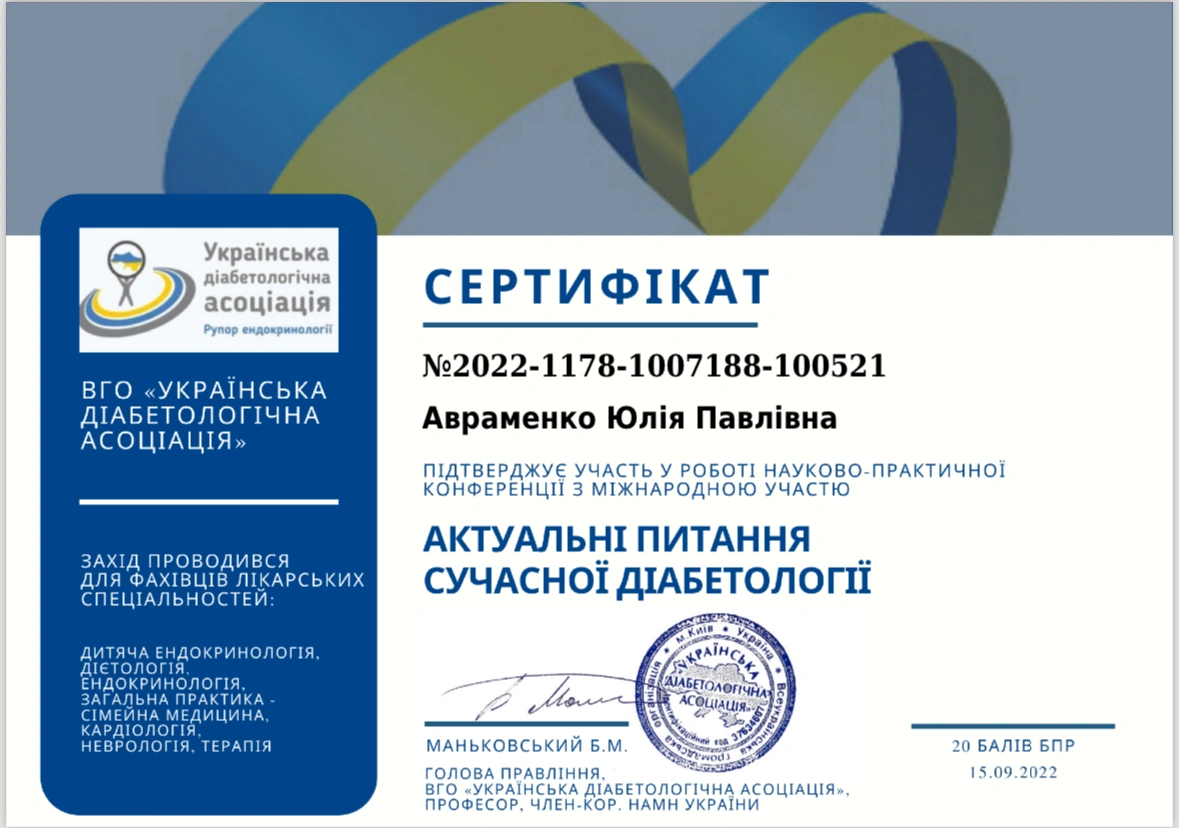 Українська
діабетологічна
асоціація
Рупор ендокринології
ВГО «УКРАЇНСЬКА
ДІАБЕТОЛОГІЧНА
АСОЦІАЦІЯ»
ЗАХІД ПРОВОДИВСЯ
ДЛЯ ФАХІВЦІВ ЛІКАРСЬКИХ
СПЕЦІАЛЬНОСТЕЙ:
ДИТЯЧА ЕНДОКРИНОЛОГІЯ,
ДІЄТОЛОГІЯ,
ЕНДОКРИНОЛОГІЯ,
ЗАГАЛЬНА ПРАКТИКА -
СІМЕЙНА МЕДИЦИНА,
КАРДІОЛОГІЯ,
НЕВРОЛОГІЯ, ТЕРАПІЯ
СЕРТИФІКАТ
№2022-1178-1007188-100521
Авраменко Юлія Павлівна
ПІДТВЕРДЖУЄ УЧАСТЬ У РОБОТІ НАУКОВО-ПРАКТИЧНОЇ
КОНФЕРЕНЦІЇ З МІЖНАРОДНОЮ УЧАСТЮ
АКТУАЛЬНІ ПИТАННЯ
СУЧАСНОЇ ДІАБЕТОЛОГІЇ
м.Київ * Україна * Всеукраїнська громадська організація
"УКРАЇНСЬКА
ДІАБЕТОЛОГІЧНА
АСОЦІАЦІЯ"
ідентифікаційний код
МАНЬКОВСЬКИЙ Б.М.
ГОЛОВА ПРАВЛІННЯ,
ВГО «УКРАЇНСЬКА ДІАБЕТОЛОГІЧНА АСОЦІАЦІЯ»,
ПРОФЕСОР, ЧЛЕН-КОР. НАМН УКРАЇНИ
20 БАЛІВ БПР
15.09.2022